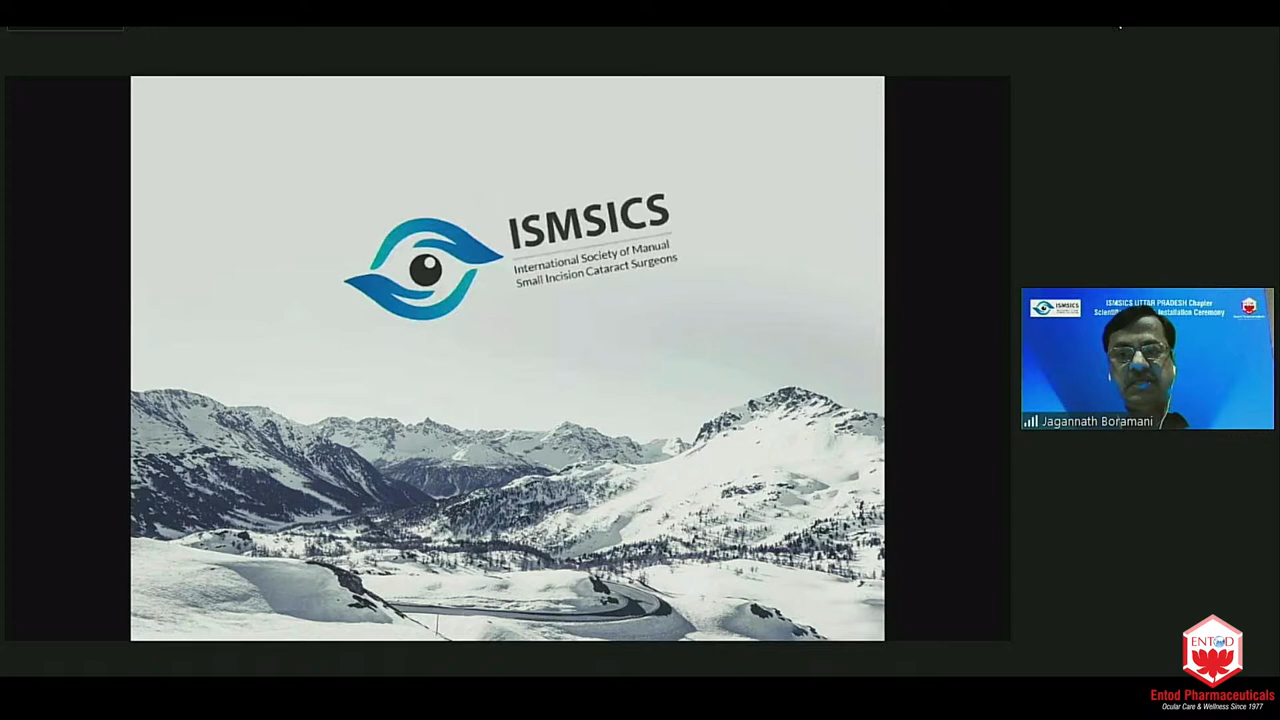 ISMSICS
International Society of Manual
Small Incision Cataract Surgeons
ISMSICS
ISMSICS UTTAR PRADESH Chapter
Scientif
Installation Ceremony
Jagannath Boramani
ENTOD
Entod Pharmaceuticals
Ocular Care & Wellness Since 1977